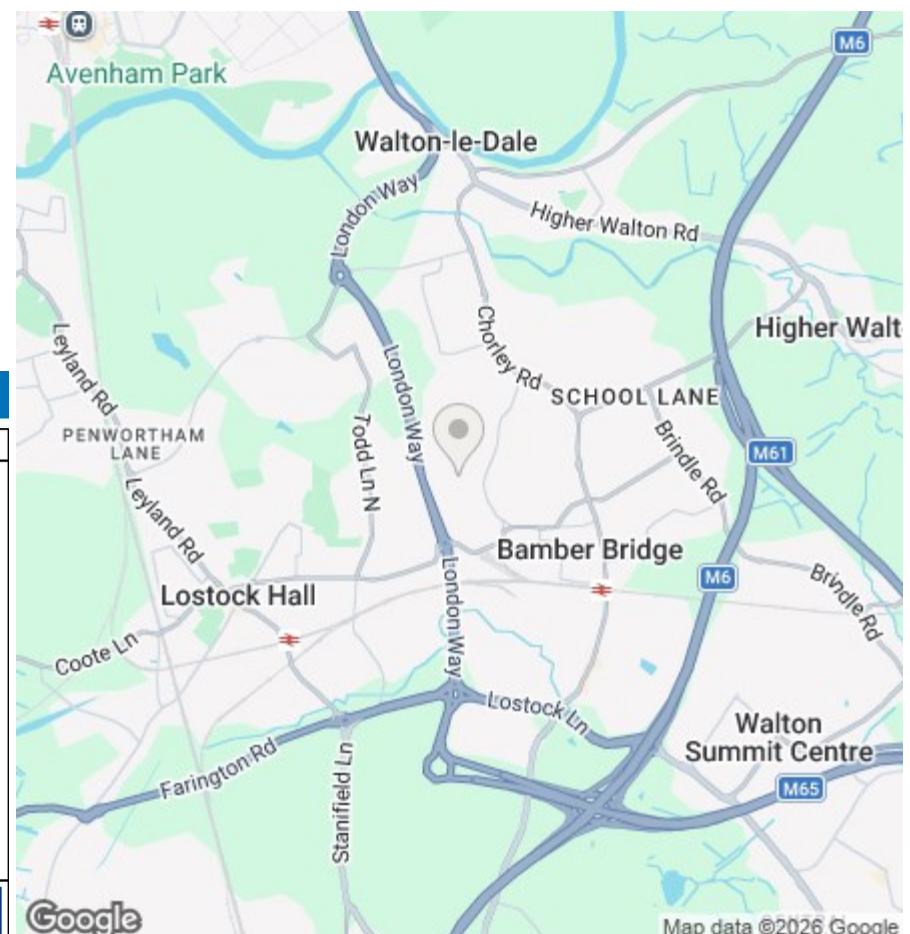 M6
Avenham Park
Walton-le-Dale
London Way
Higher Walton Rd
Chorley Rd
Higher Walt
Leyland Rd
London Way
SCHOOL LANE
PENWORTHAM
LANE
Todd Ln N
Brindle Rd
M61
Leyland Rd
Bamber Bridge
London Way
M6
Brindle Rd
Lostock Hall
Coote Ln
Lostock Ln
Walton
Summit Centre
Farington Rd
Stanifield Ln
M65
Google
Map data ©2026 Google